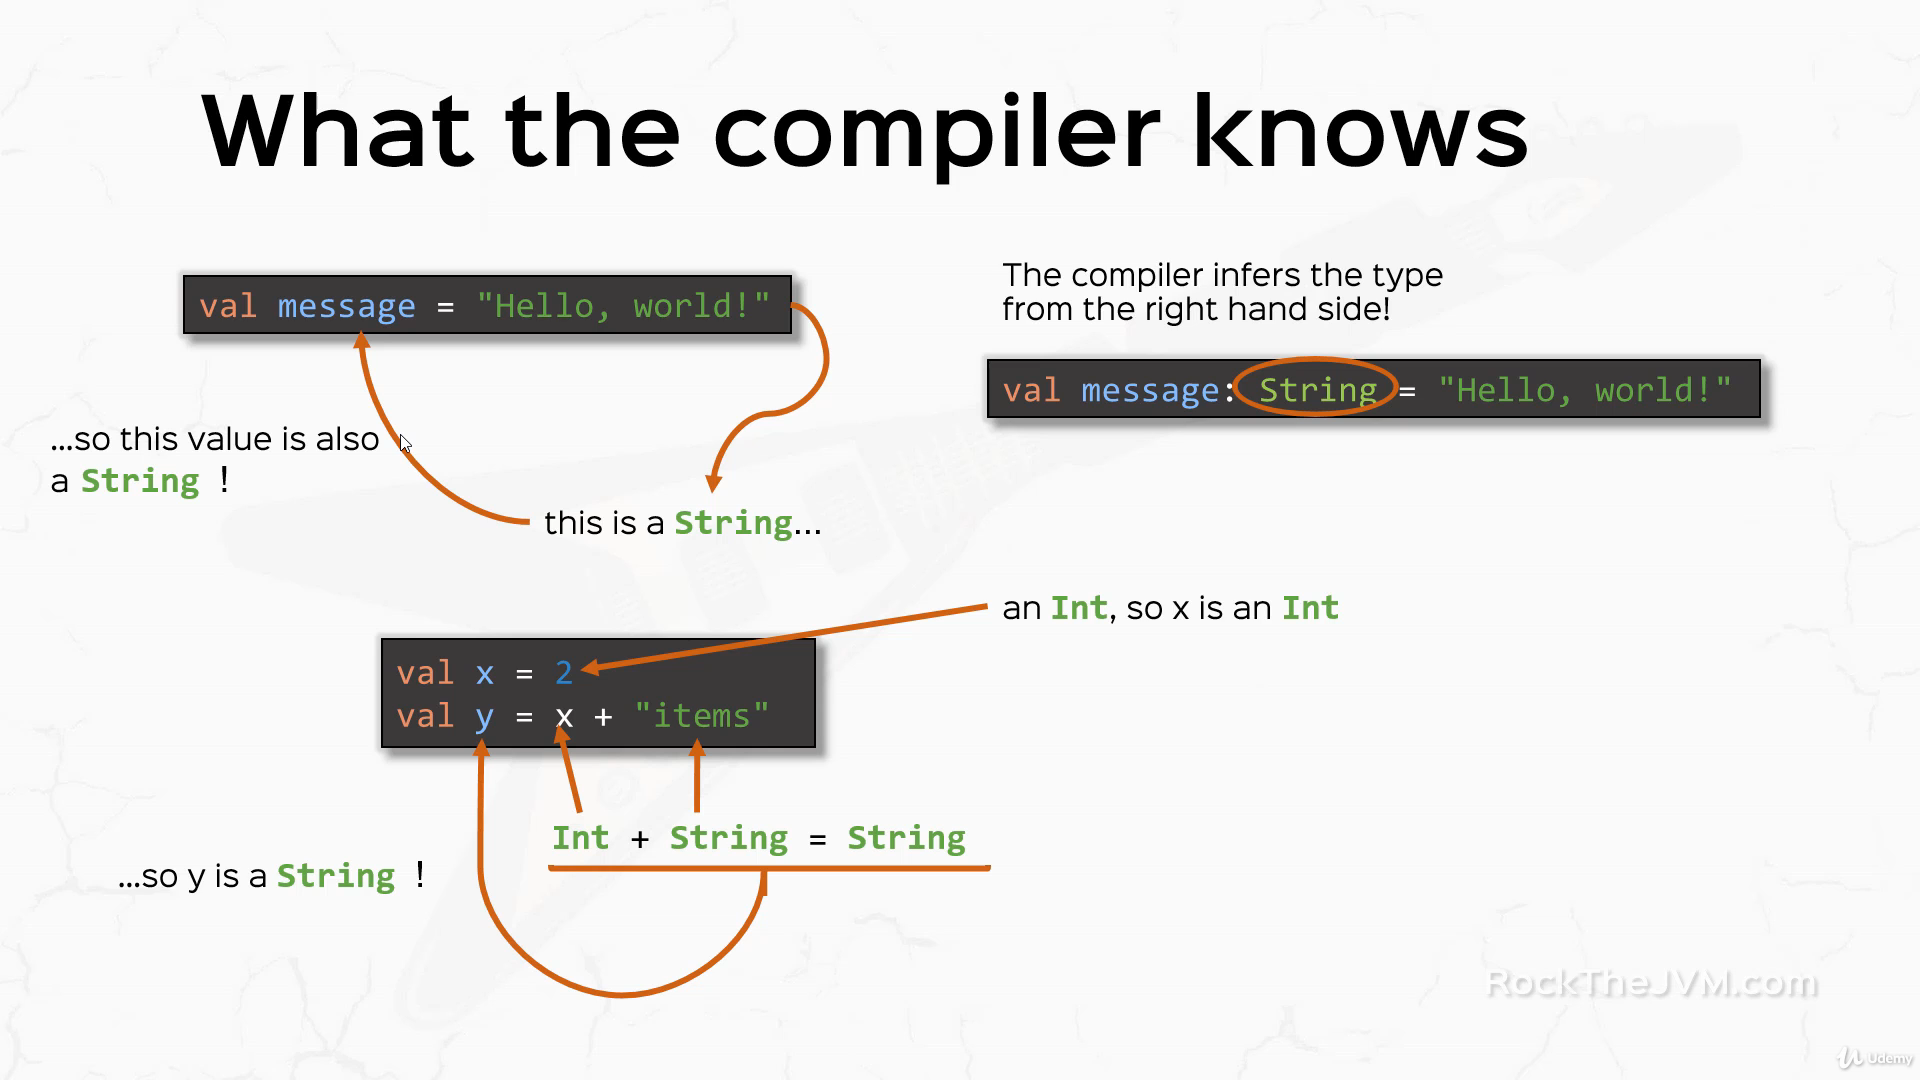 What the compiler knows
val message = "Hello, world!"
The compiler infers the type
from the right hand side!
val message: String = "Hello, world!"
...so this value is also
a String !
this is a String...
an Int, so x is an Int
val x = 2
val y = x + "items"
Int + String = String
...so y is a String !
RockTheJVM.com
Udemy